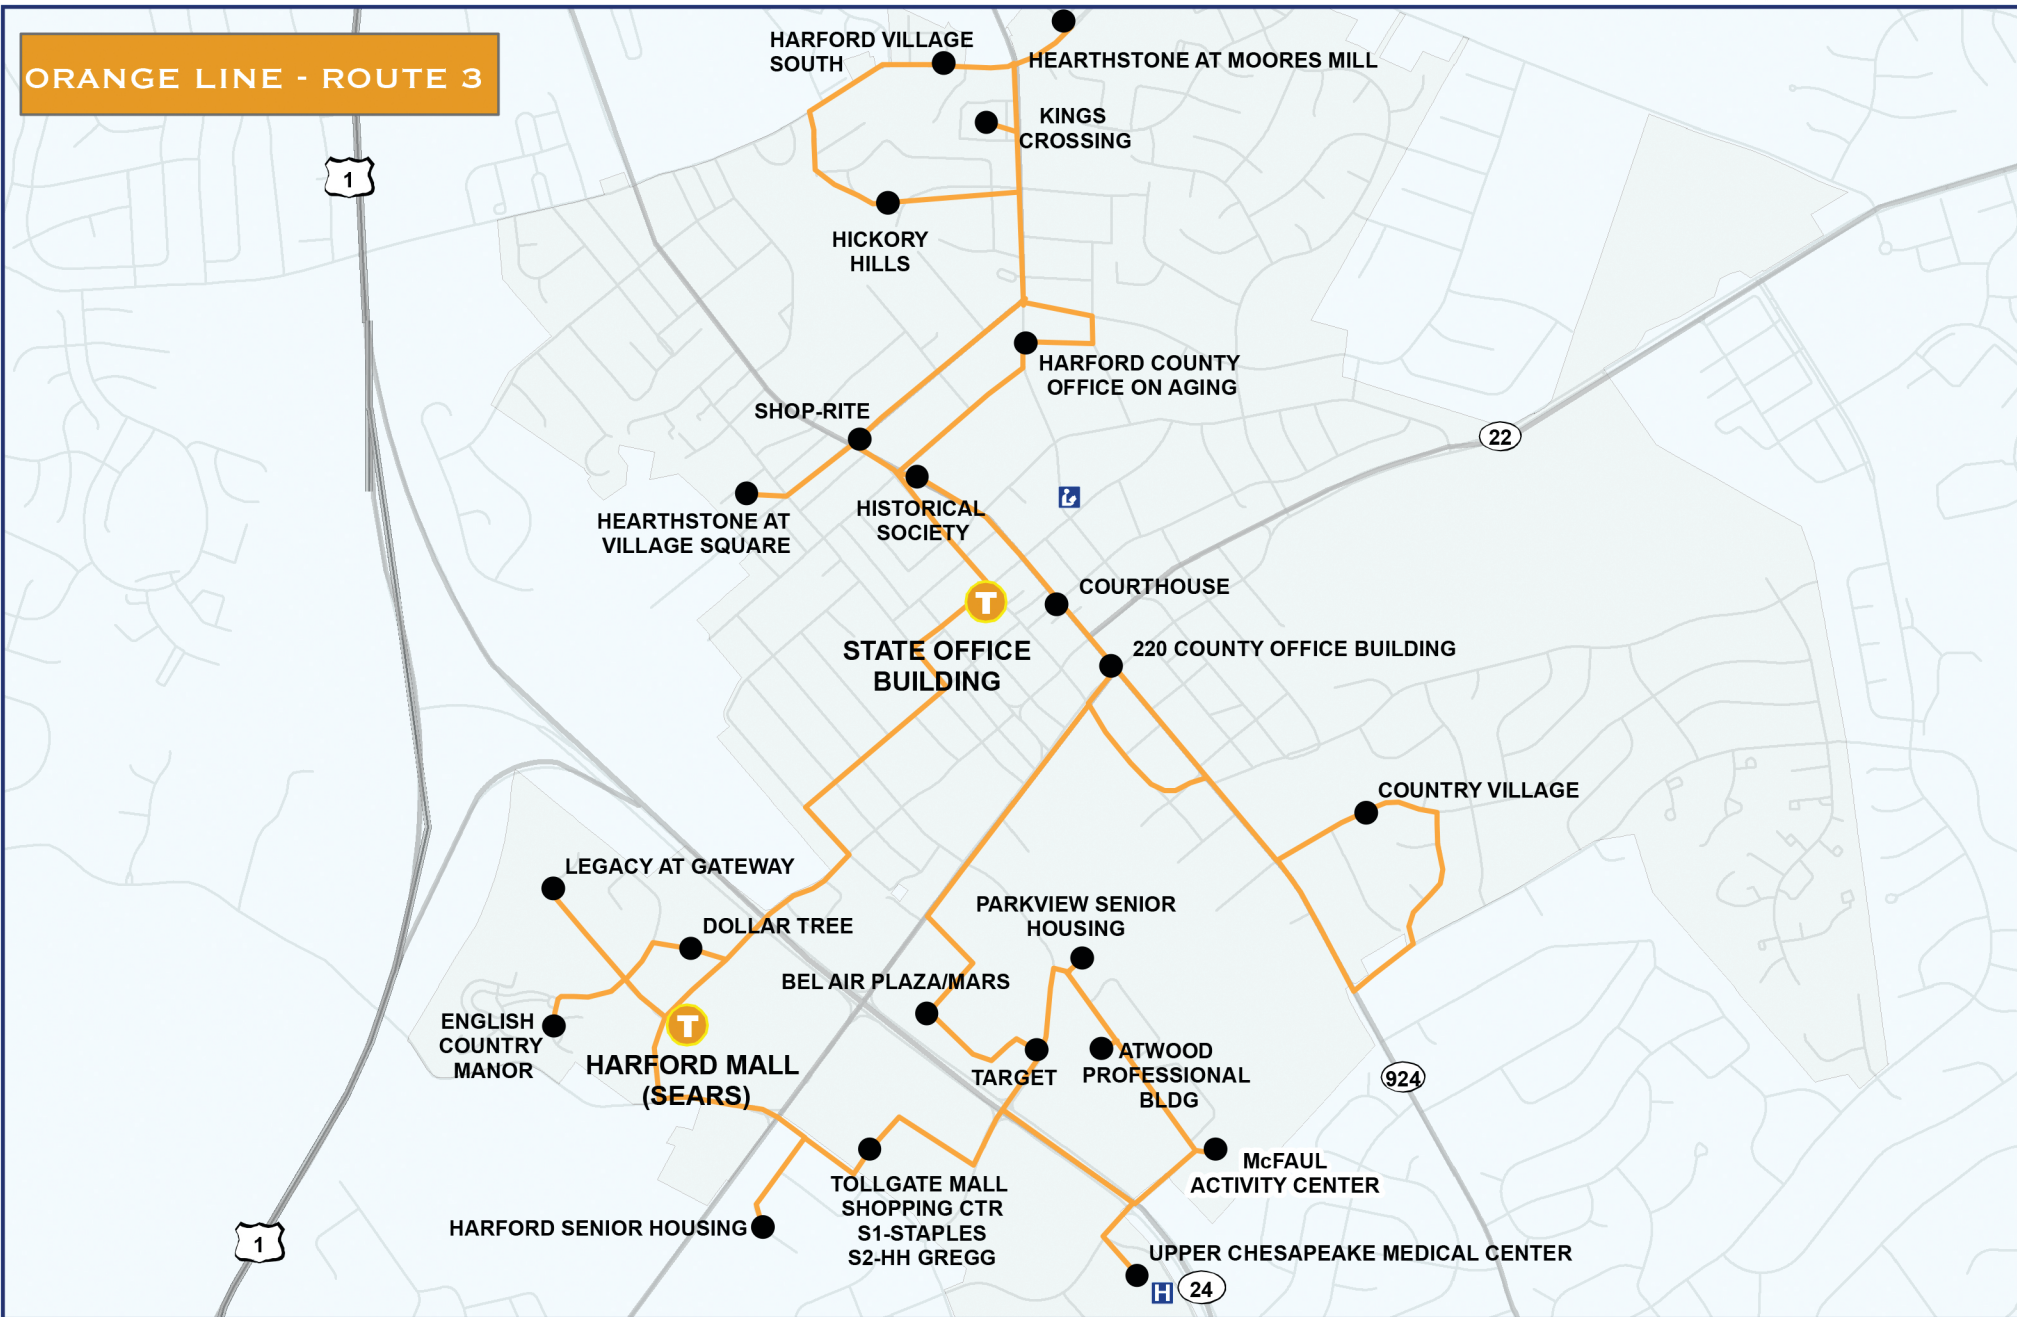 ORANGE LINE - ROUTE 3
HARFORD VILLAGE
SOUTH
HEARTHSTONE AT MOORES MILL
KINGS
CROSSING
1
HICKORY
HILLS
HARFORD COUNTY
OFFICE ON AGING
SHOP-RITE
22
HISTORICAL
SOCIETY
HEARTHSTONE AT
VILLAGE SQUARE
COURTHOUSE
T
STATE OFFICE
BUILDING
220 COUNTY OFFICE BUILDING
COUNTRY VILLAGE
LEGACY AT GATEWAY
DOLLAR TREE
PARKVIEW SENIOR
HOUSING
BEL AIR PLAZA/MARS
ENGLISH
COUNTRY
MANOR
T
HARFORD MALL
(SEARS)
TARGET
ATWOOD
PROFESSIONAL
BLDG
924
McFAUL
ACTIVITY CENTER
TOLLGATE MALL
SHOPPING CTR
S1-STAPLES
S2-HH GREGG
HARFORD SENIOR HOUSING
1
UPPER CHESAPEAKE MEDICAL CENTER
H
24